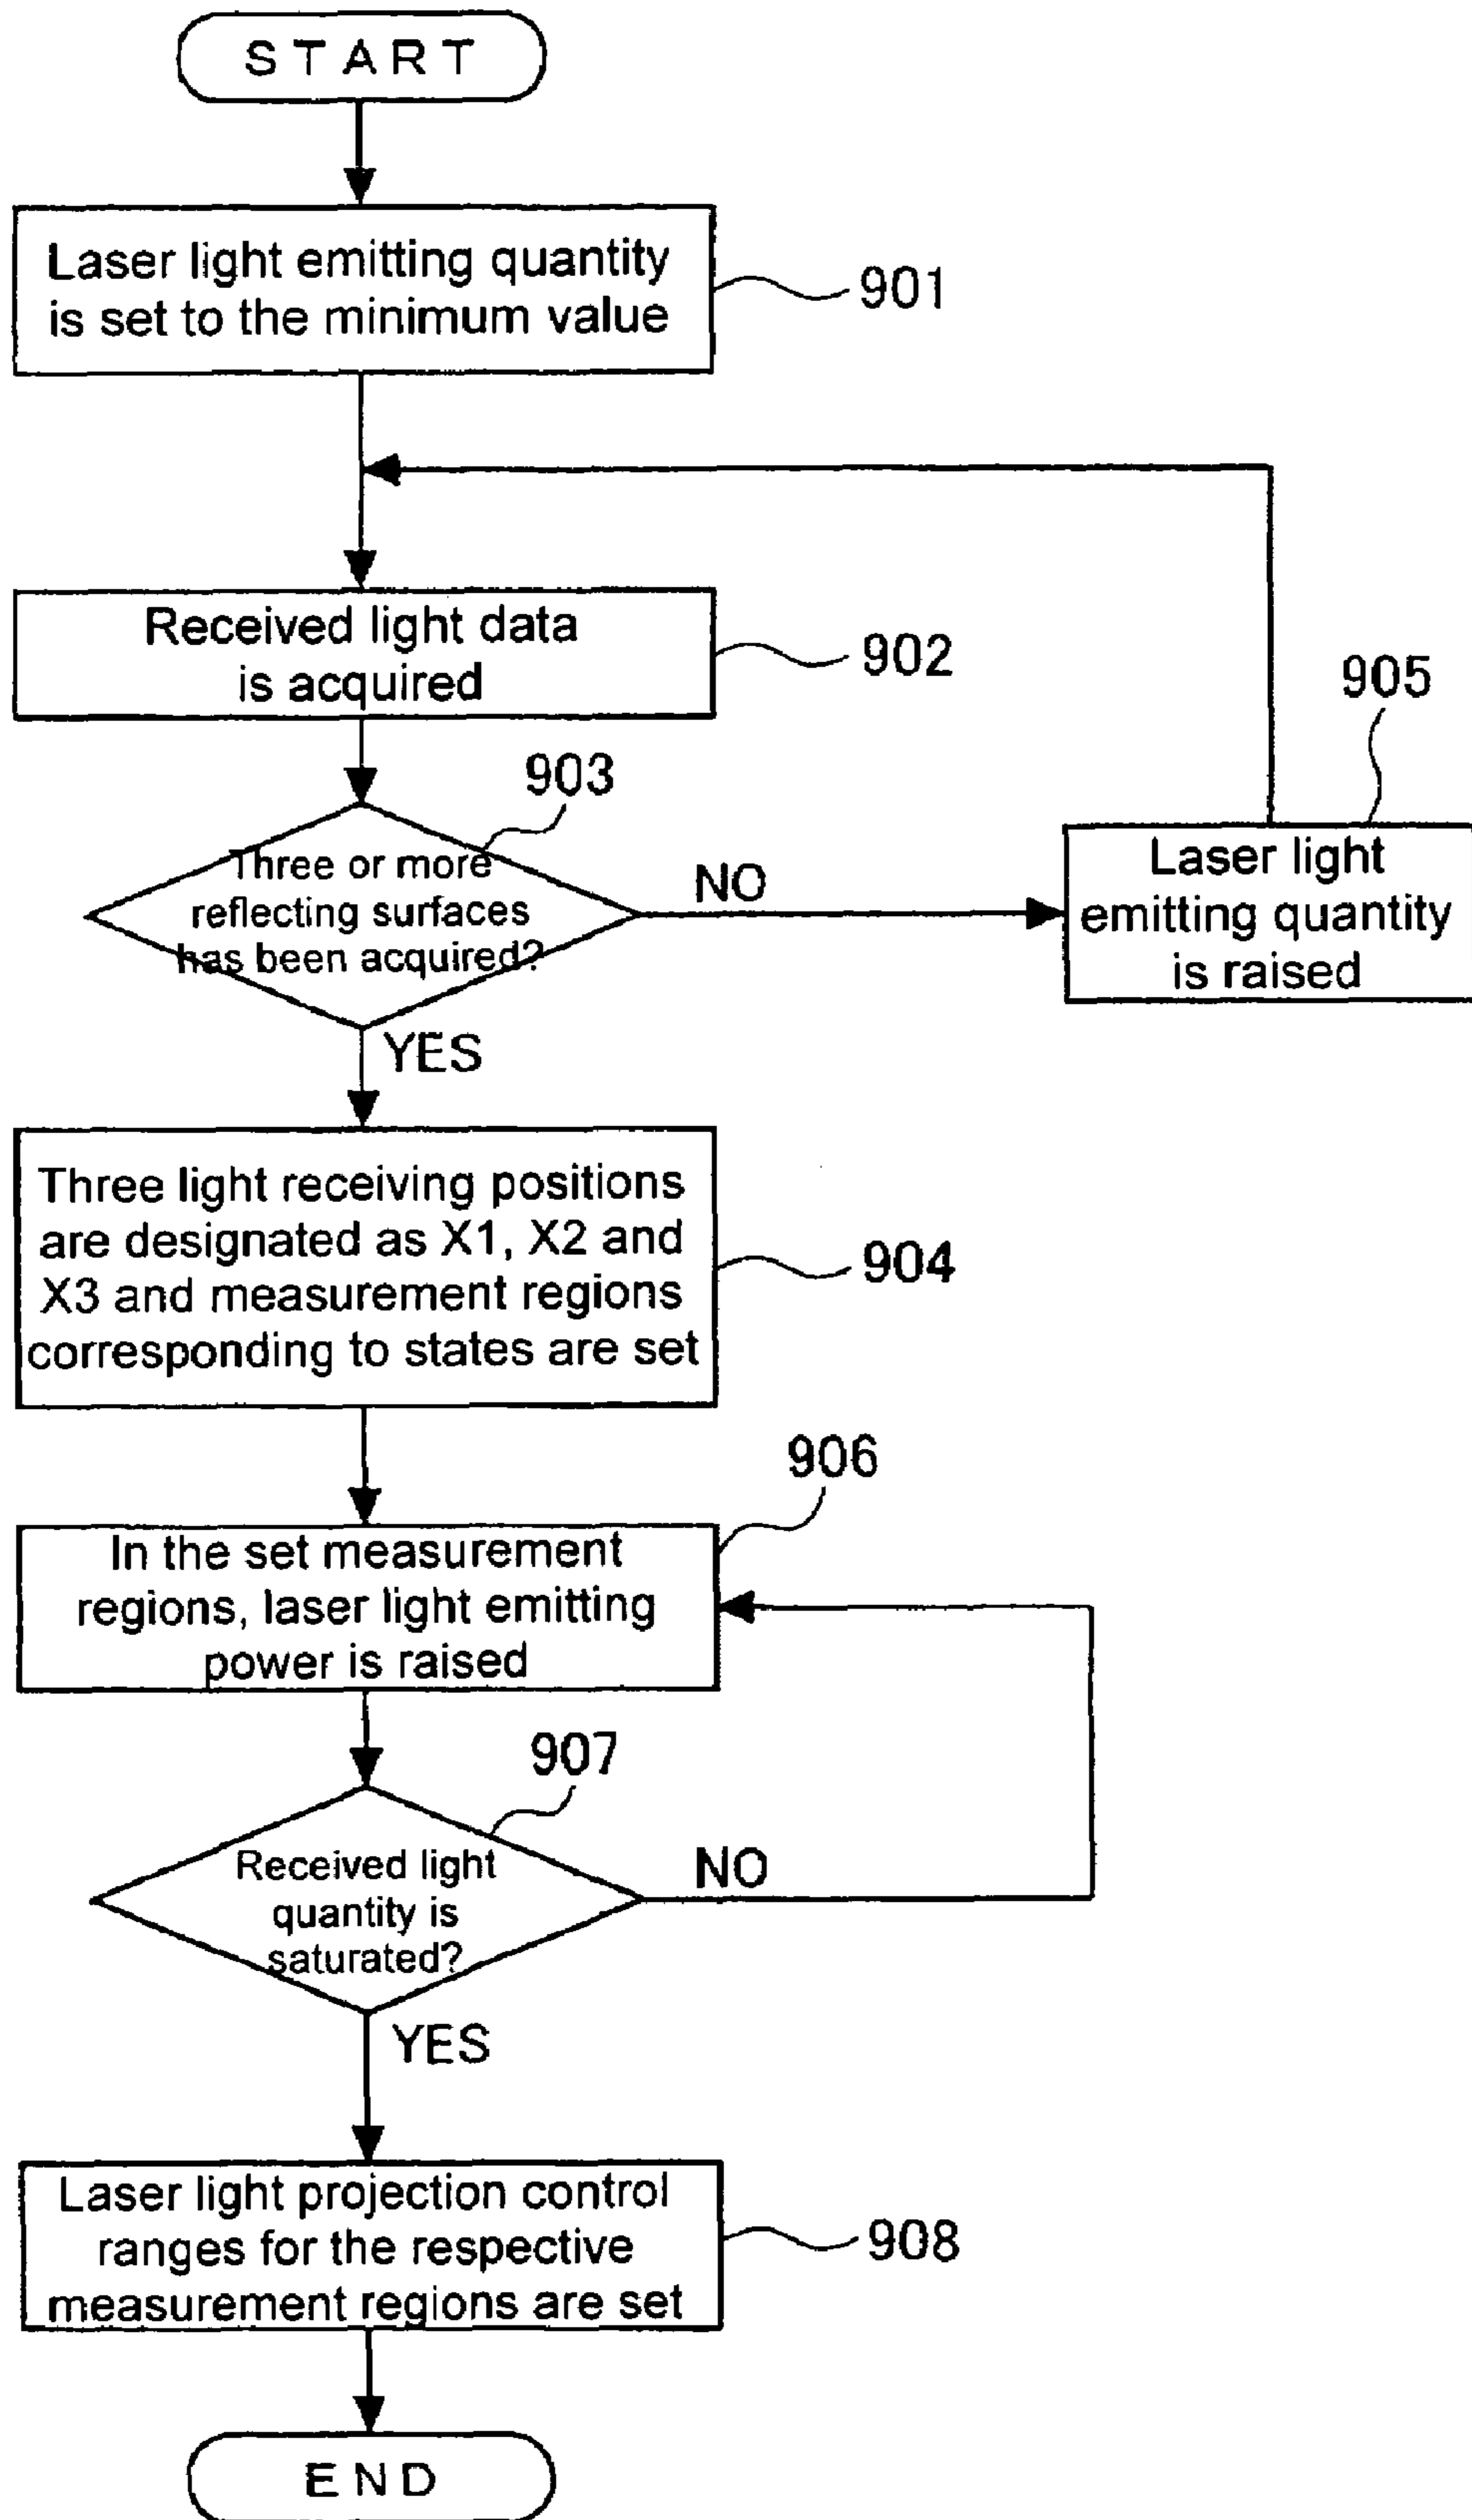 START
Laser light emitting quantity
is set to the minimum value
901
Received light data
is acquired
902
905
903
Three or more
reflecting surfaces
has been acquired?
NO
Laser light
emitting quantity
is raised
YES
Three light receiving positions
are designated as X1, X2 and
X3 and measurement regions
corresponding to states are set
904
906
In the set measurement
regions, laser light emitting
power is raised
907
Received light
quantity is
saturated?
NO
YES
Laser light projection control
ranges for the respective
measurement regions are set
908
END